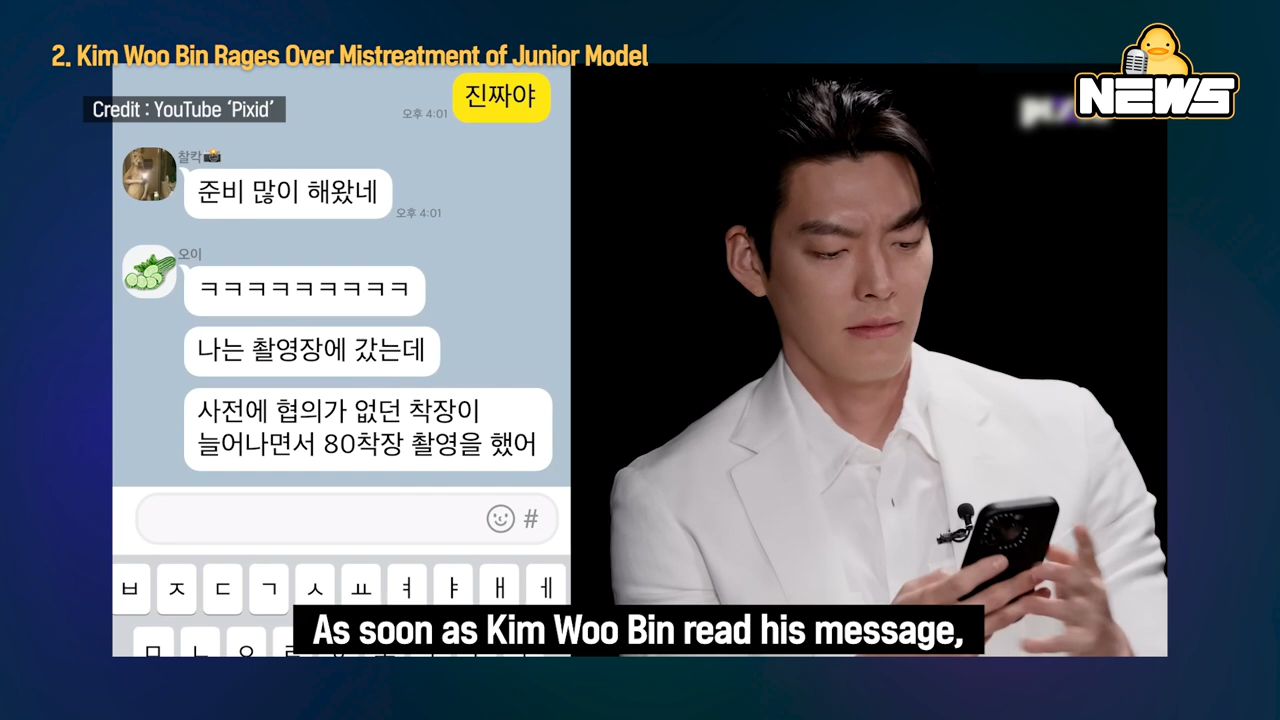 2. Kim Woo Bin Rages Over Mistreatment of Junior Model
NEWS
Credit : YouTube ‘Pixid’
진짜야
오후 4:01
찰칵📸
준비 많이 해왔네
오후 4:01
오이
ㅋㅋㅋㅋㅋㅋㅋㅋㅋ
나는 촬영장에 갔는데
사전에 협의가 없던 착장이
늘어나면서 80착장 촬영을 했어
#
ㅂ ㅈ ㄷ ㄱ ㅅ ㅛ ㅕ ㅑ ㅐ ㅔ
As soon as Kim Woo Bin read his message,